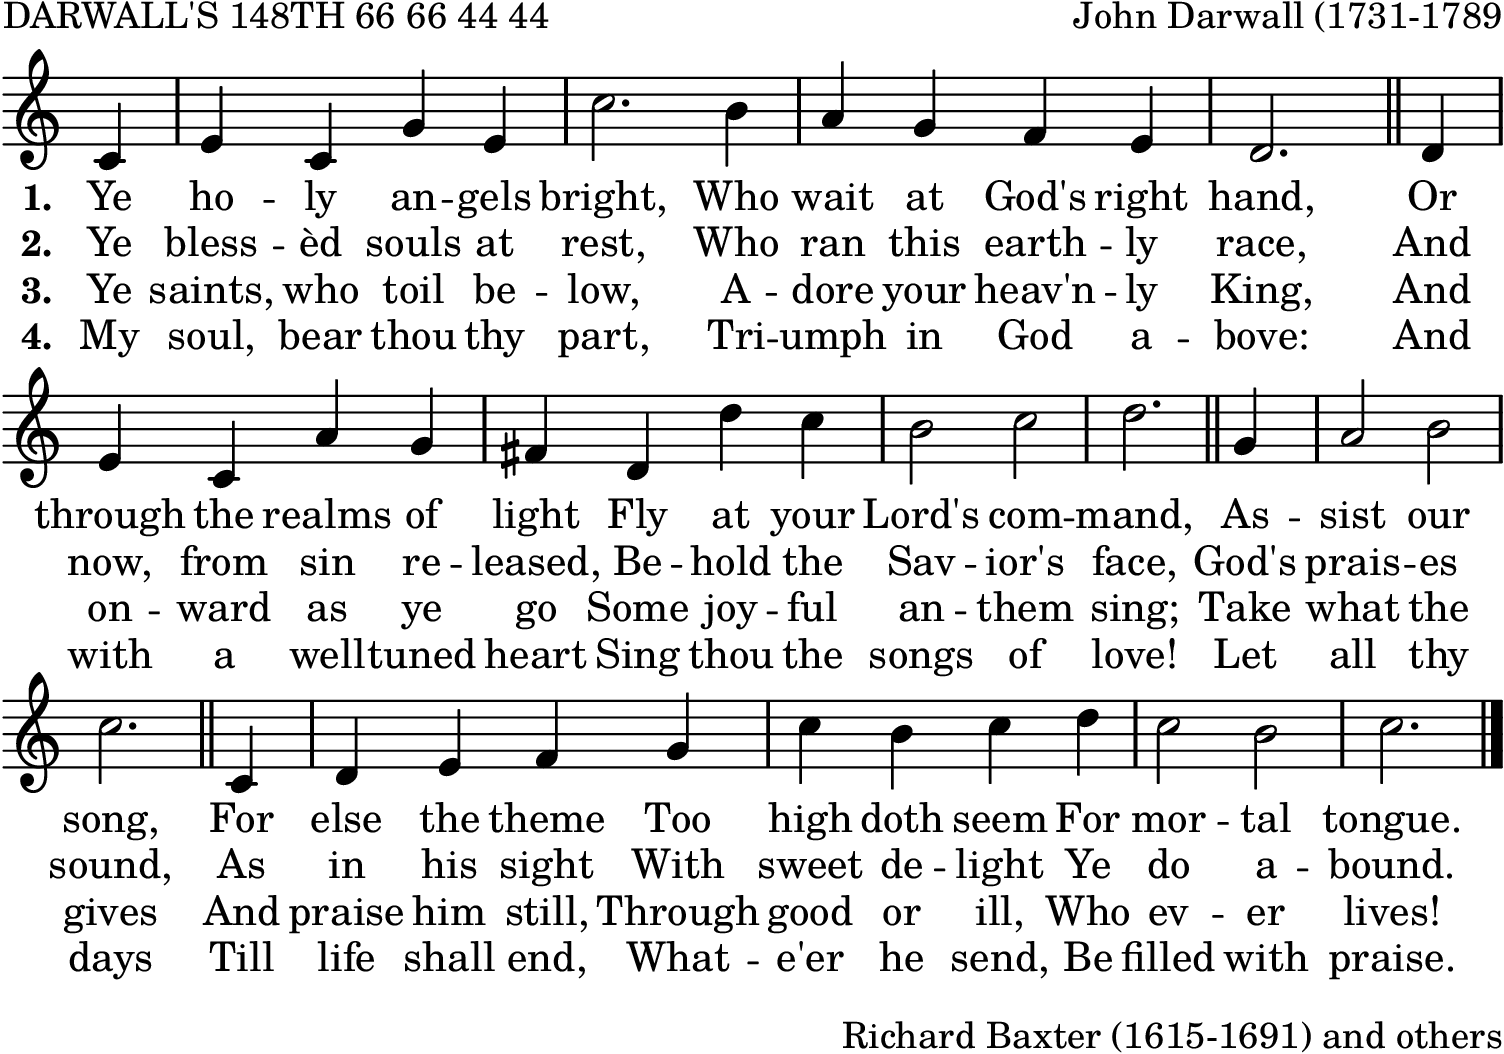 DARWALL'S 148TH 66 66 44 44 John Darwall (1731-1789
1. Ye ho - ly an - gels bright, Who wait at God's right hand, Or
2. Ye bless - èd souls at rest, Who ran this earth - ly race, And
3. Ye saints, who toil be - low, A - dore your heav'n - ly King, And
4. My soul, bear thou thy part, Tri - umph in God a - bove: And
through the realms of light Fly at your Lord's com - mand, As - sist our
now, from sin re - leased, Be - hold the Sav - ior's face, God's prais - es
on - ward as ye go Some joy - ful an - them sing; Take what the
with a welltuned heart Sing thou the songs of love! Let all thy
song, For else the theme Too high doth seem For mor - tal tongue.
sound, As in his sight With sweet de - light Ye do a - bound.
gives And praise him still, Through good or ill, Who ev - er lives!
days Till life shall end, What - e'er he send, Be filled with praise.
Richard Baxter (1615-1691) and others